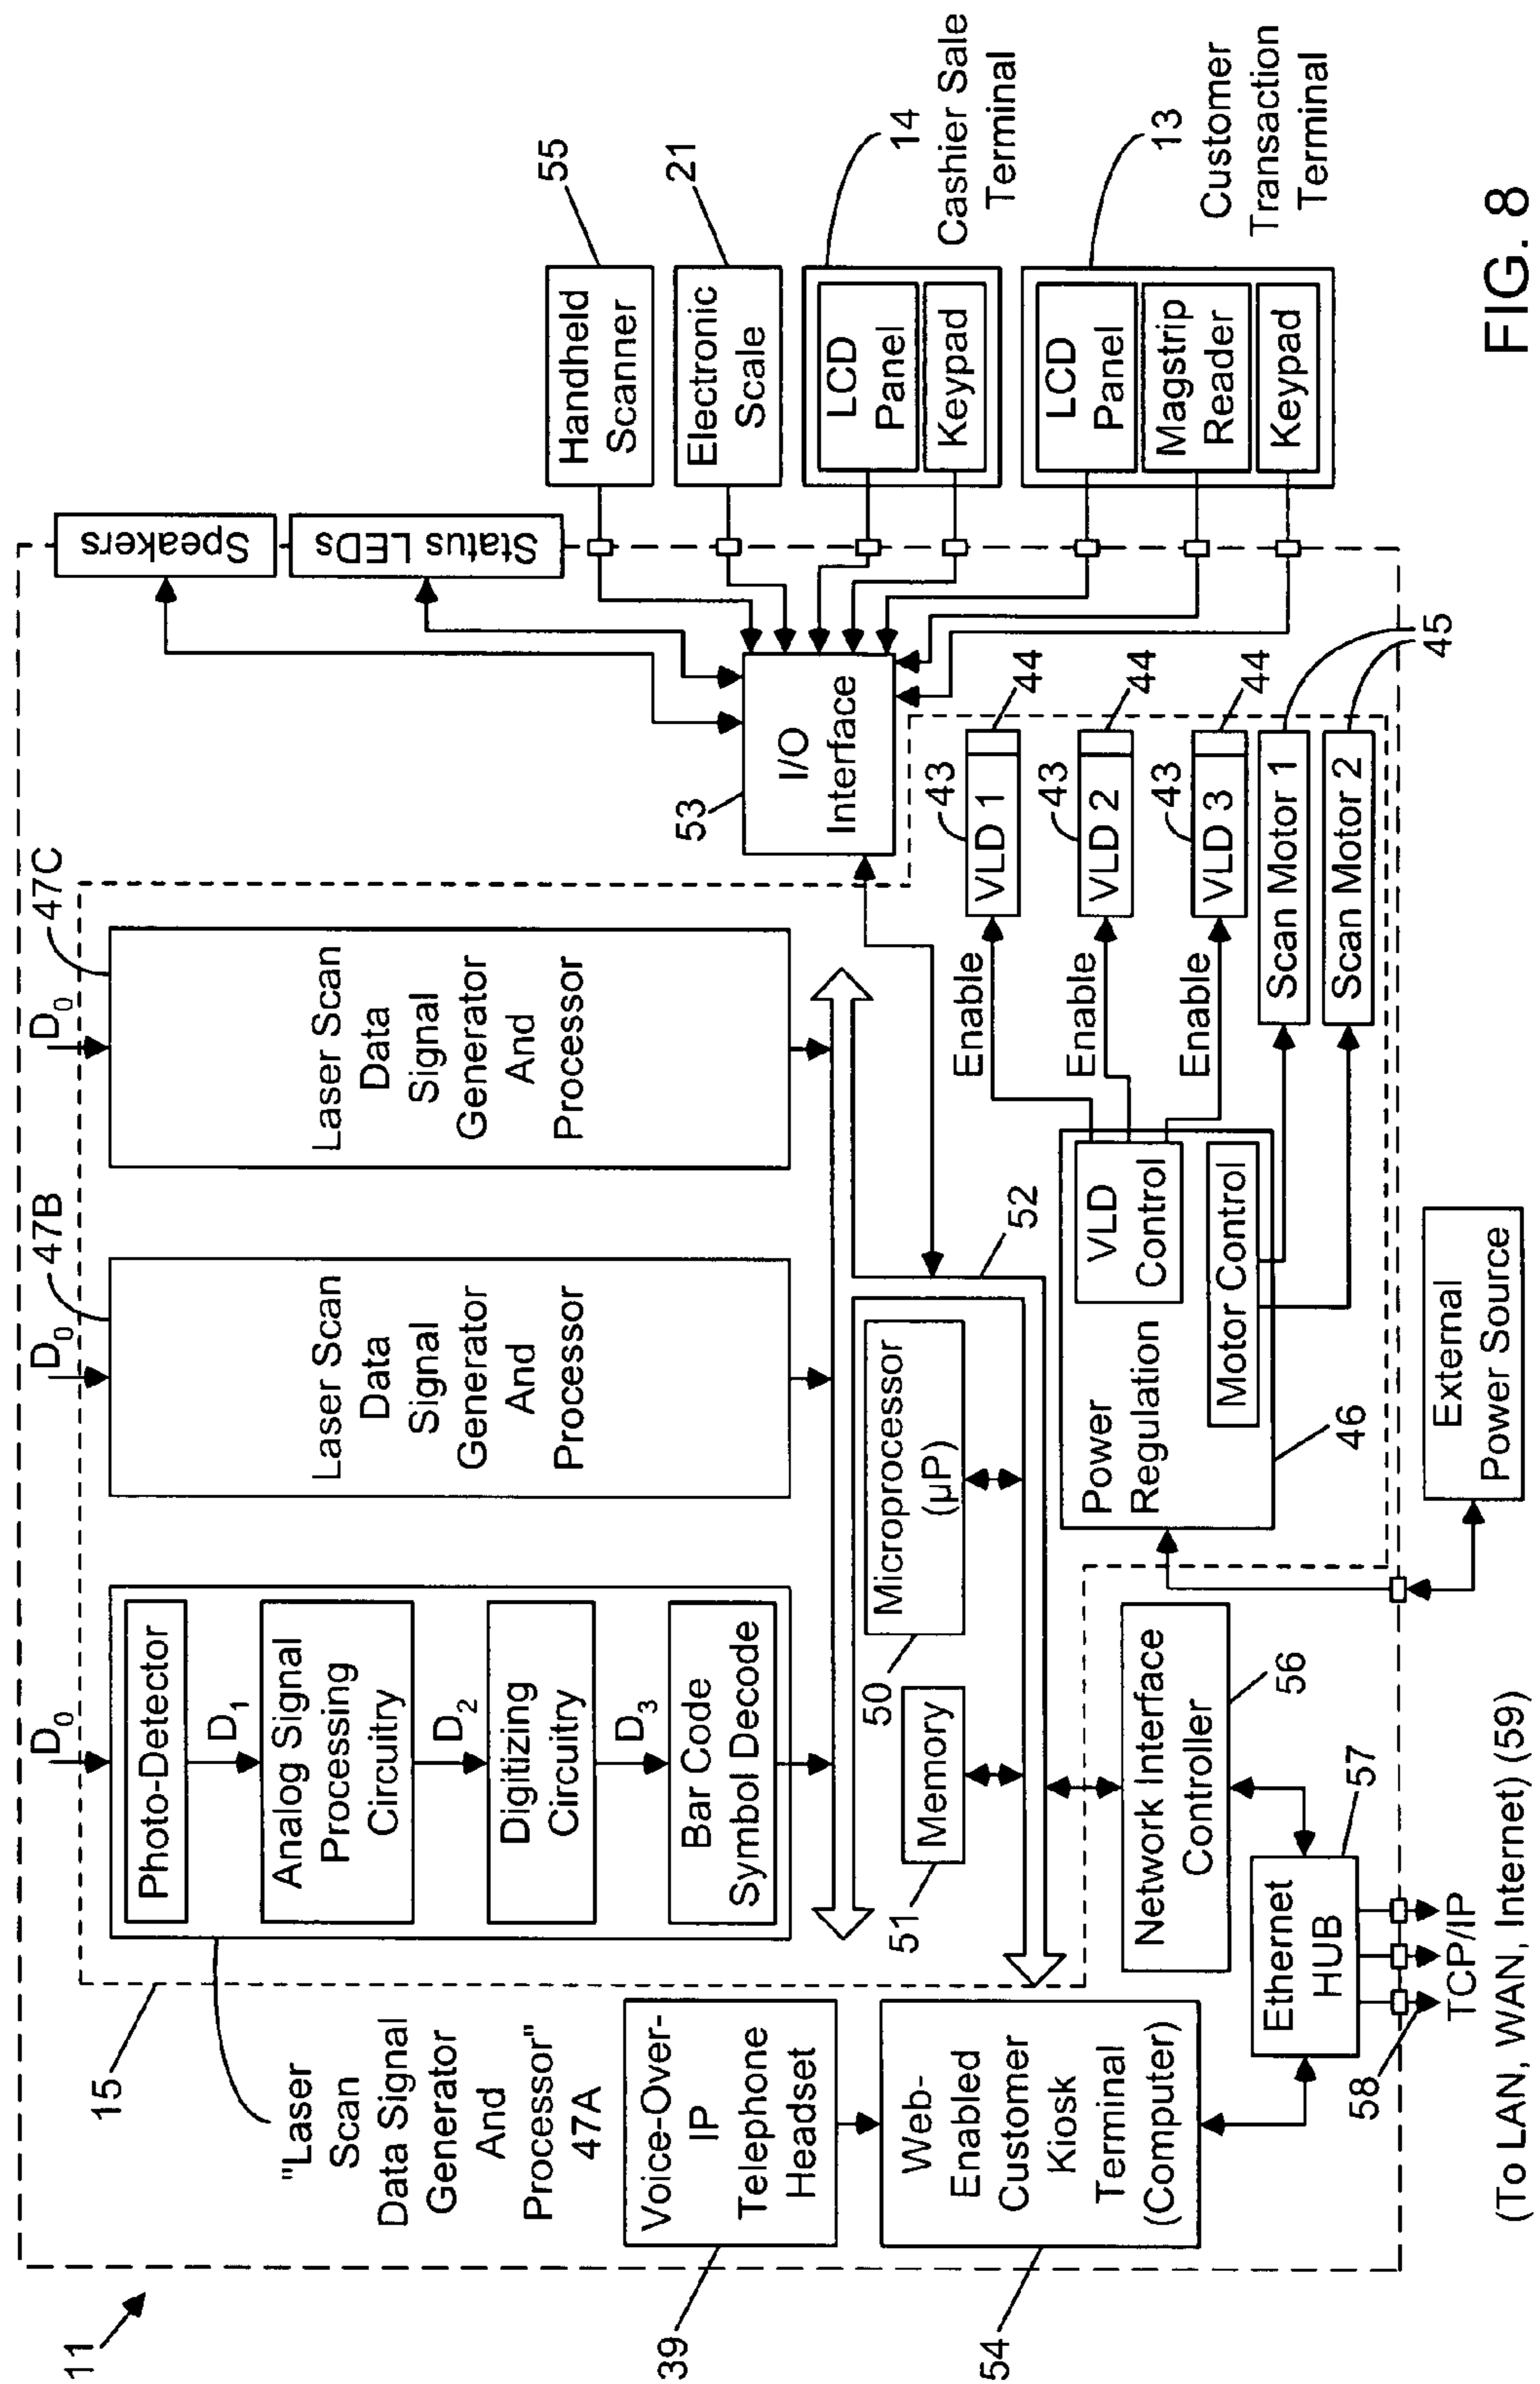 11
15
D0
Photo-Detector
D1
Analog Signal
Processing
Circuitry
D2
Digitizing
Circuitry
D3
Bar Code
Symbol Decode
"Laser
Scan
Data Signal
Generator
And
Processor"
47A
D0
47B
Laser Scan
Data
Signal
Generator
And
Processor
D0
47C
Laser Scan
Data
Signal
Generator
And
Processor
Speakers
Status LEDs
Handheld
Scanner
55
Electronic
Scale
21
LCD
Panel
Keypad
14
Cashier Sale
Terminal
LCD
Panel
Magstrip
Reader
Keypad
13
Customer
Transaction
Terminal
53
I/O
Interface
39
Voice-Over-
IP
Telephone
Headset
54
Web-
Enabled
Customer
Kiosk
Terminal
(Computer)
51
Memory
50
Microprocessor
(µP)
52
Network Interface
Controller
56
Ethernet
HUB
57
58
TCP/IP
(To LAN, WAN, Internet) (59)
Power
Regulation
VLD
Control
Motor Control
46
External
Power Source
Enable
43
VLD 1
44
Enable
43
VLD 2
44
Enable
43
VLD 3
44
Scan Motor 1
Scan Motor 2
45
FIG. 8